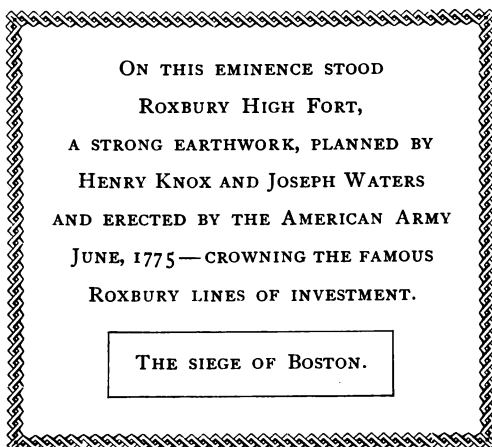 On this eminence stood
Roxbury High Fort,
a strong earthwork, planned by
Henry Knox and Joseph Waters
and erected by the American Army
June, 1775—crowning the famous
Roxbury lines of investment.
The siege of Boston.